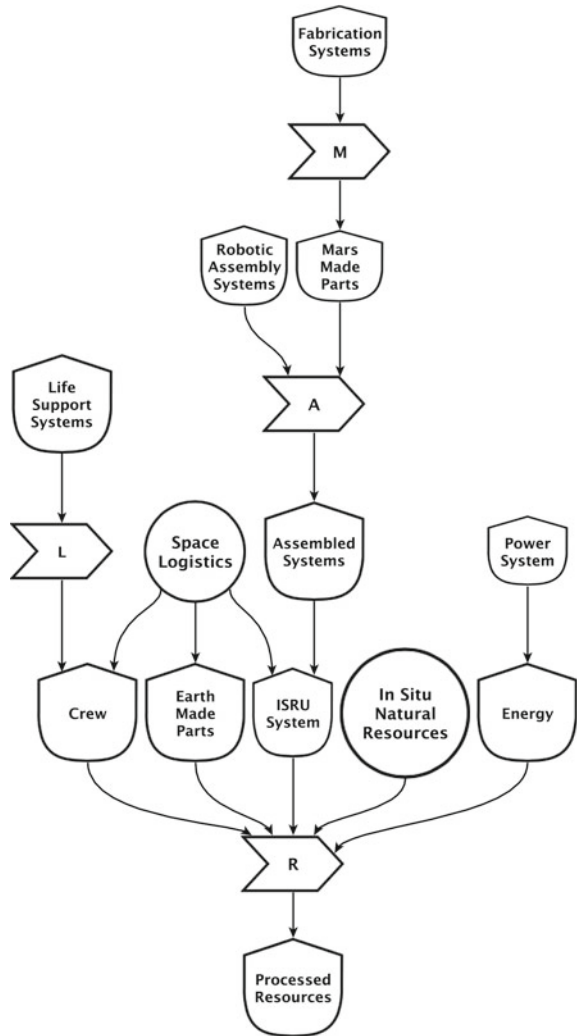 Fabrication
Systems
M
Robotic
Assembly
Systems
Mars
Made
Parts
Life
Support
Systems
A
L
Space
Logistics
Assembled
Systems
Power
System
Crew
Earth
Made
Parts
ISRU
System
In Situ
Natural
Resources
Energy
R
Processed
Resources